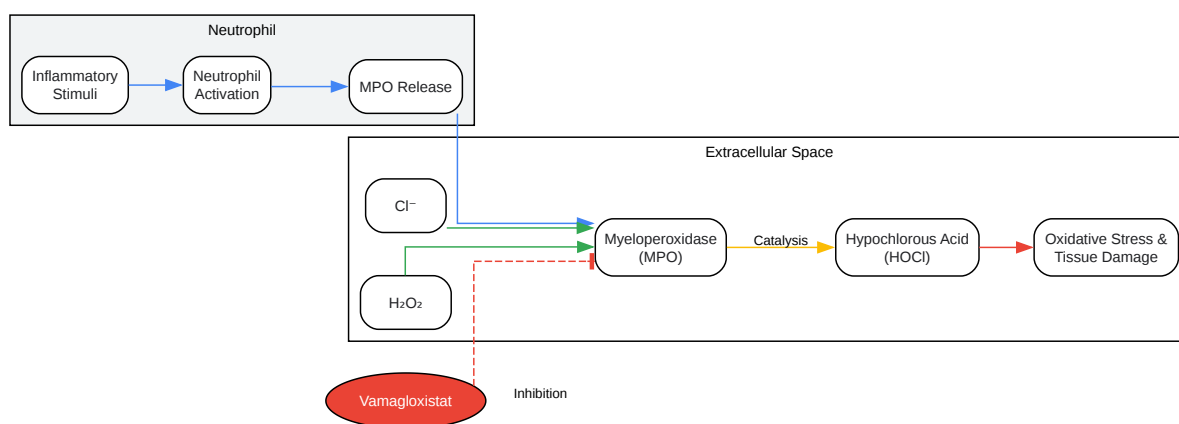 Neutrophil
Inflammatory
Stimuli
Neutrophil
Activation
MPO Release
Extracellular Space
Cl⁻
Myeloperoxidase
(MPO)
Catalysis
Hypochlorous Acid
(HOCl)
Oxidative Stress &
Tissue Damage
H₂O₂
Vamagloxistat
Inhibition